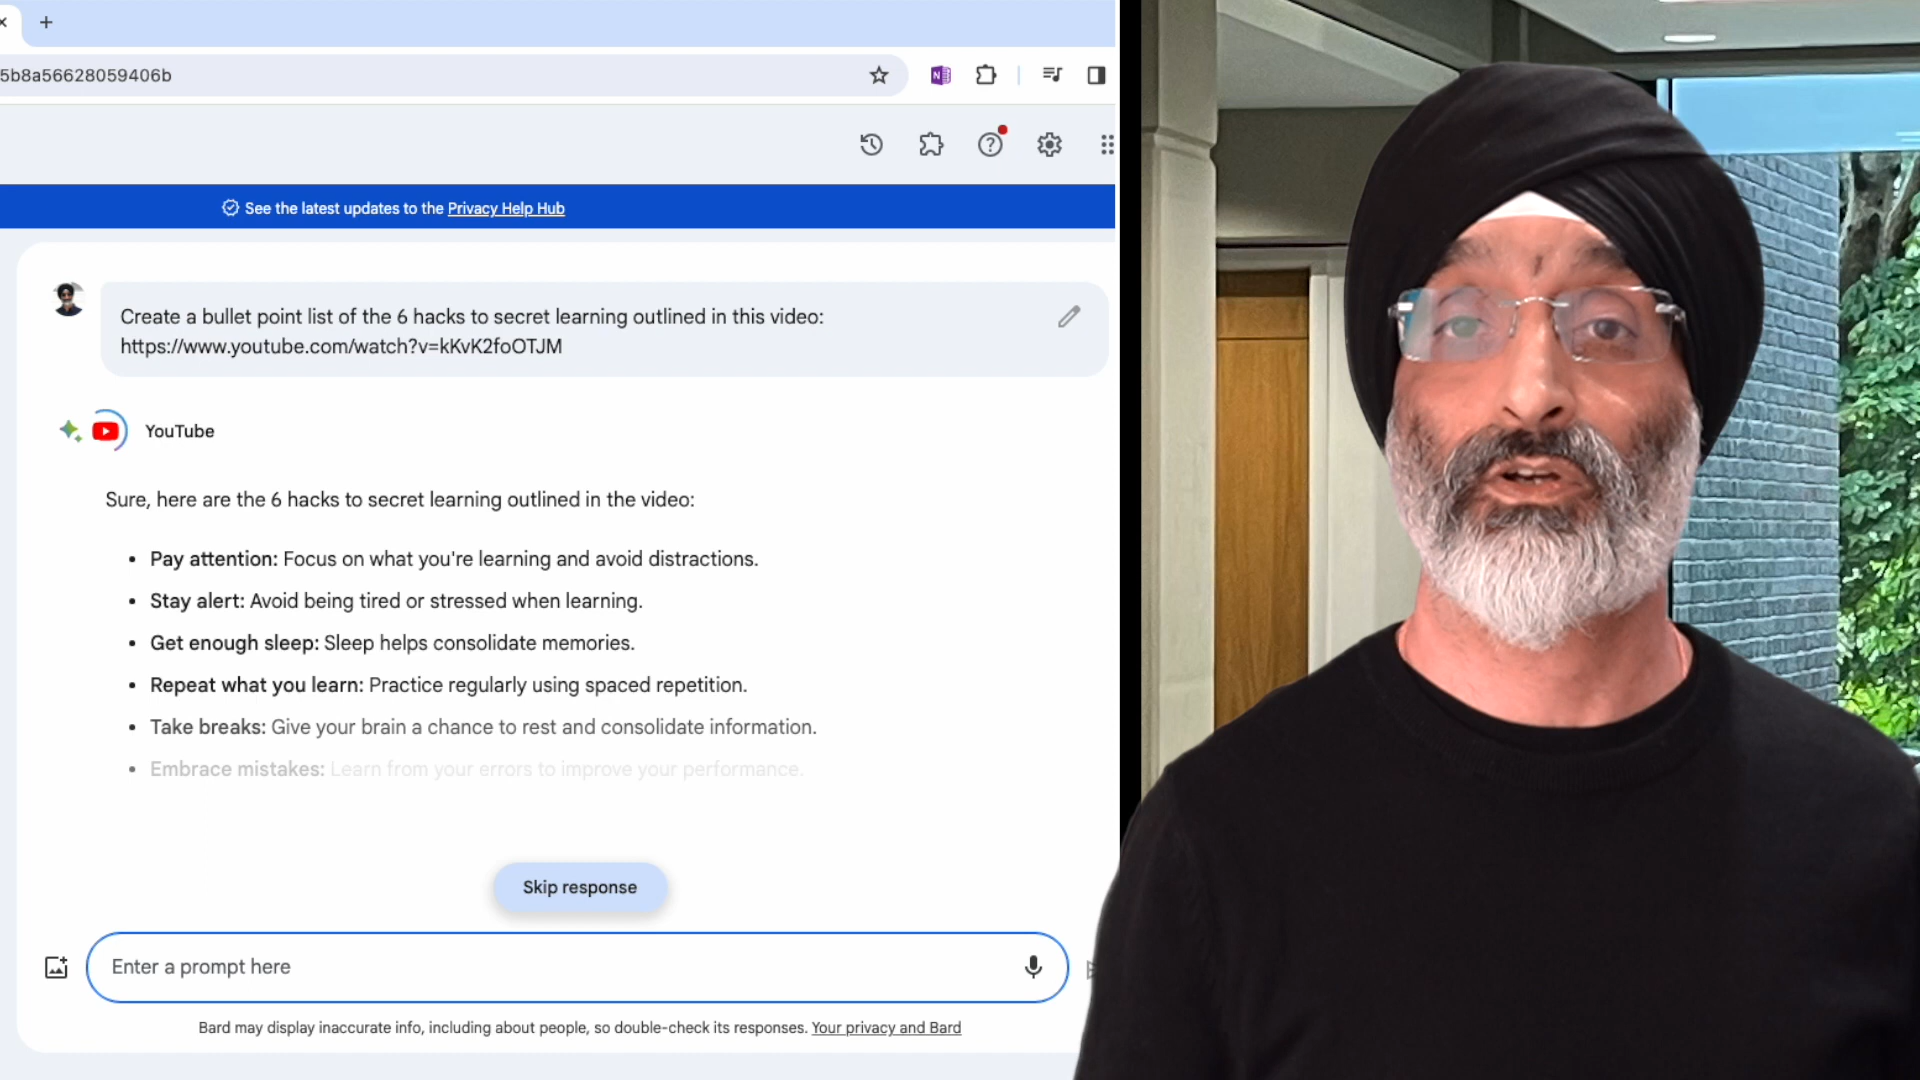 5b8a56628059406b
See the latest updates to the Privacy Help Hub
Create a bullet point list of the 6 hacks to secret learning outlined in this video:
https://www.youtube.com/watch?v=kKvK2foOTJM
YouTube
Sure, here are the 6 hacks to secret learning outlined in the video:
• Pay attention: Focus on what you're learning and avoid distractions.
• Stay alert: Avoid being tired or stressed when learning.
• Get enough sleep: Sleep helps consolidate memories.
• Repeat what you learn: Practice regularly using spaced repetition.
• Take breaks: Give your brain a chance to rest and consolidate information.
• Embrace mistakes: Learn from your errors to improve your performance.
Skip response
Enter a prompt here
Bard may display inaccurate info, including about people, so double-check its responses. Your privacy and Bard